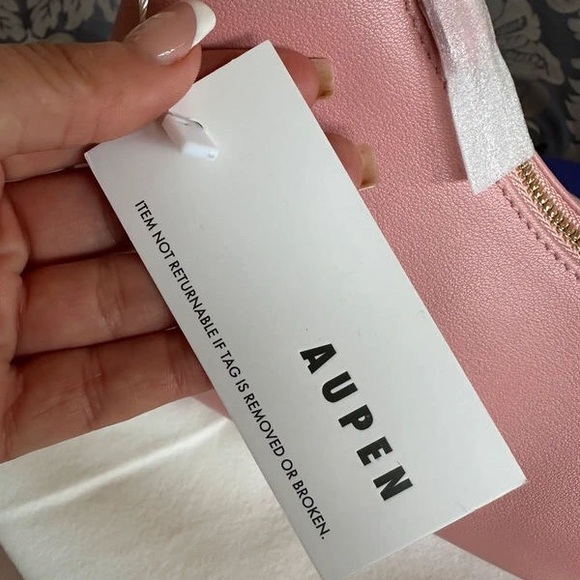 AUPEN
ITEM NOT RETURNABLE IF TAG IS REMOVED OR BROKEN.